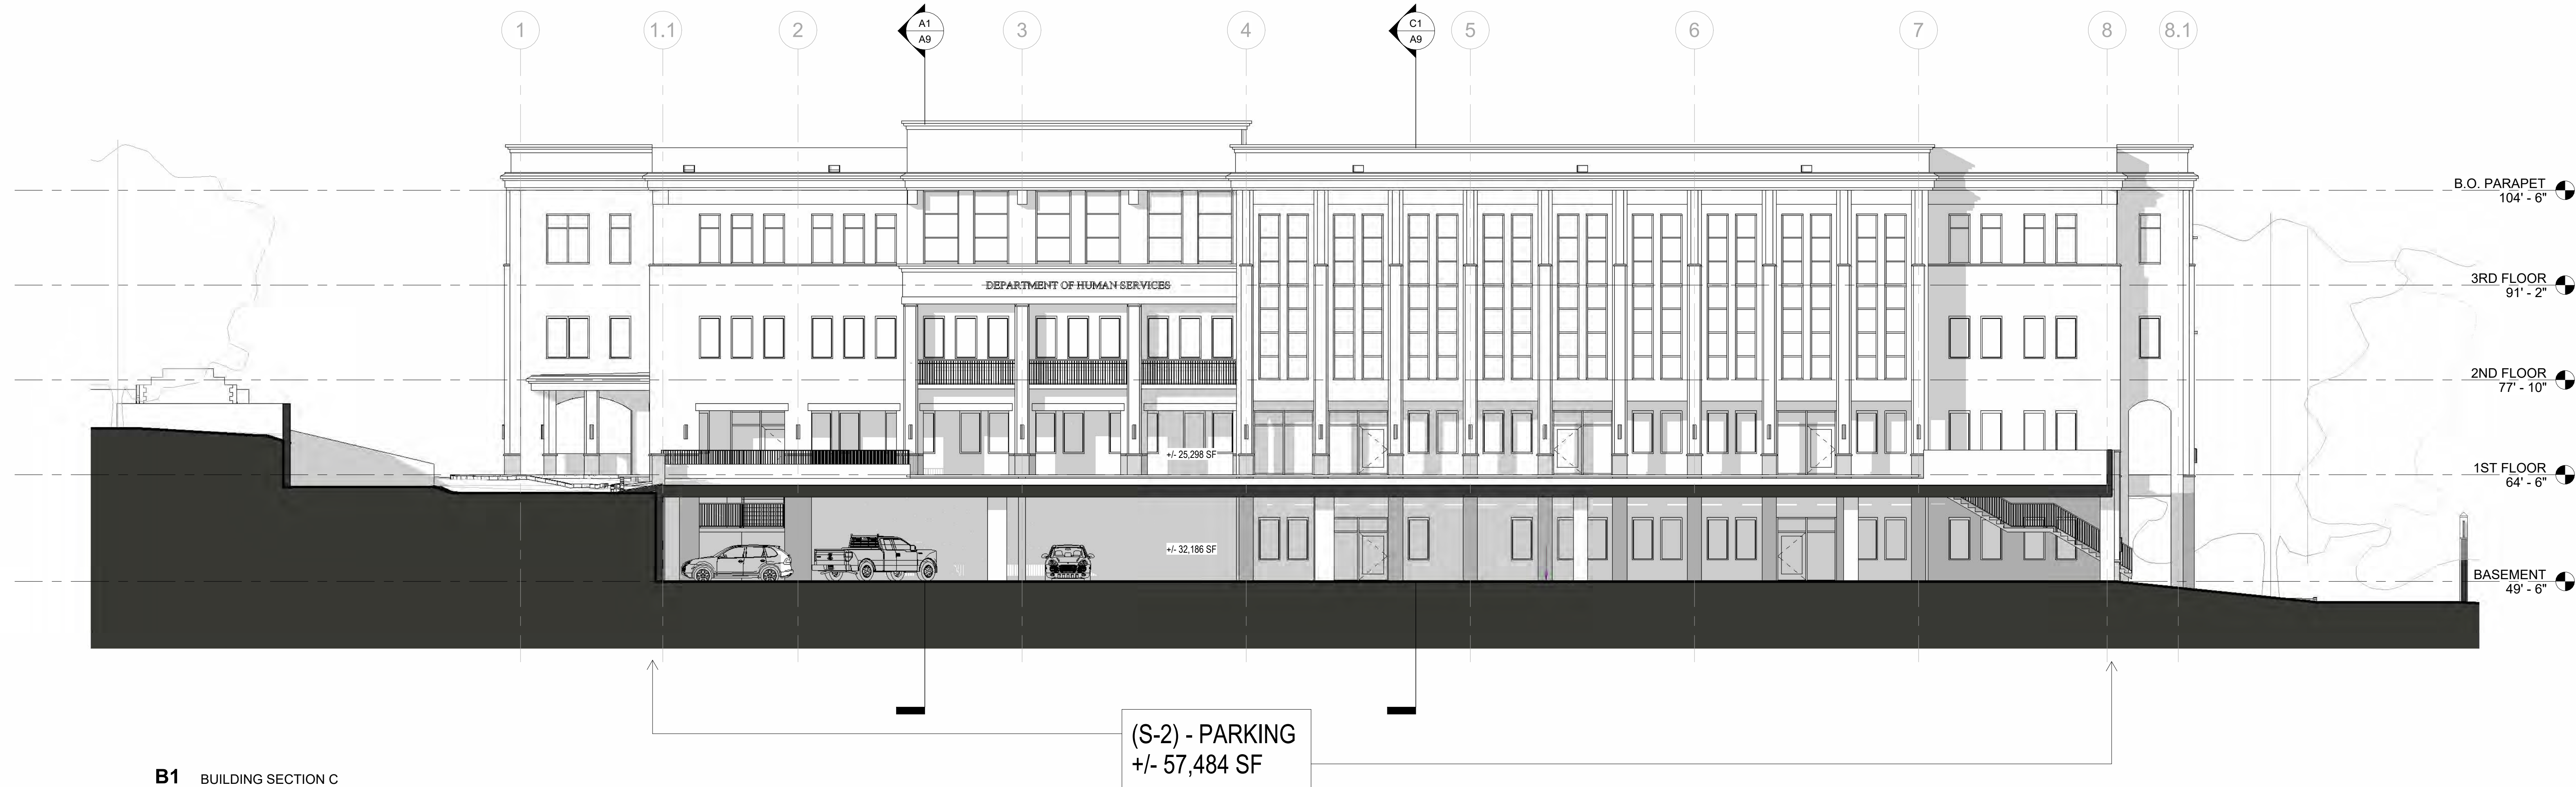 1
1.1
2
A1
A9
3
4
C1
A9
5
6
7
8
8.1
B.O. PARAPET
104' - 6"
DEPARTMENT OF HUMAN SERVICES
3RD FLOOR
91' - 2"
2ND FLOOR
77' - 10"
+/- 25,298 SF
1ST FLOOR
64' - 6"
+/- 32,186 SF
BASEMENT
49' - 6"
(S-2) - PARKING
+/- 57,484 SF
B1 BUILDING SECTION C